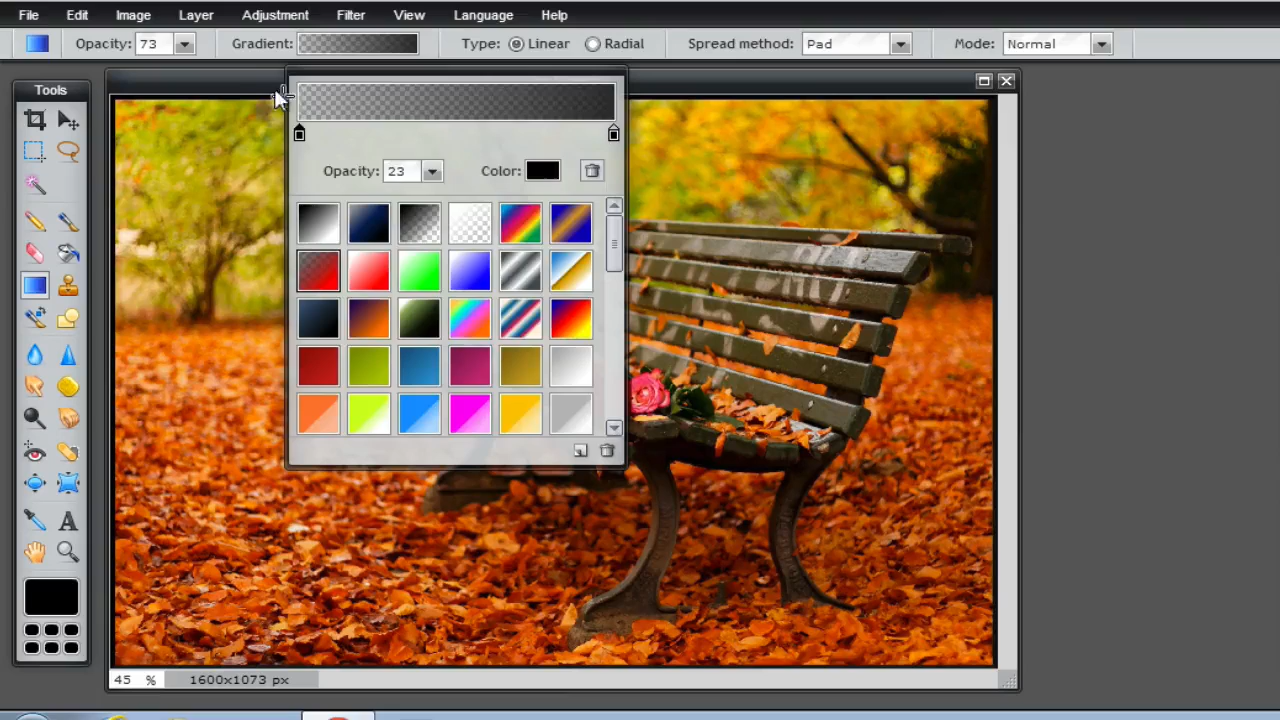 File Edit Image Layer Adjustment Filter View Language Help
Opacity: 73 Gradient: Type: Linear Radial Spread method: Pad Mode: Normal
Tools
Opacity: 23 Color:
A
45 % 1600x1073 px